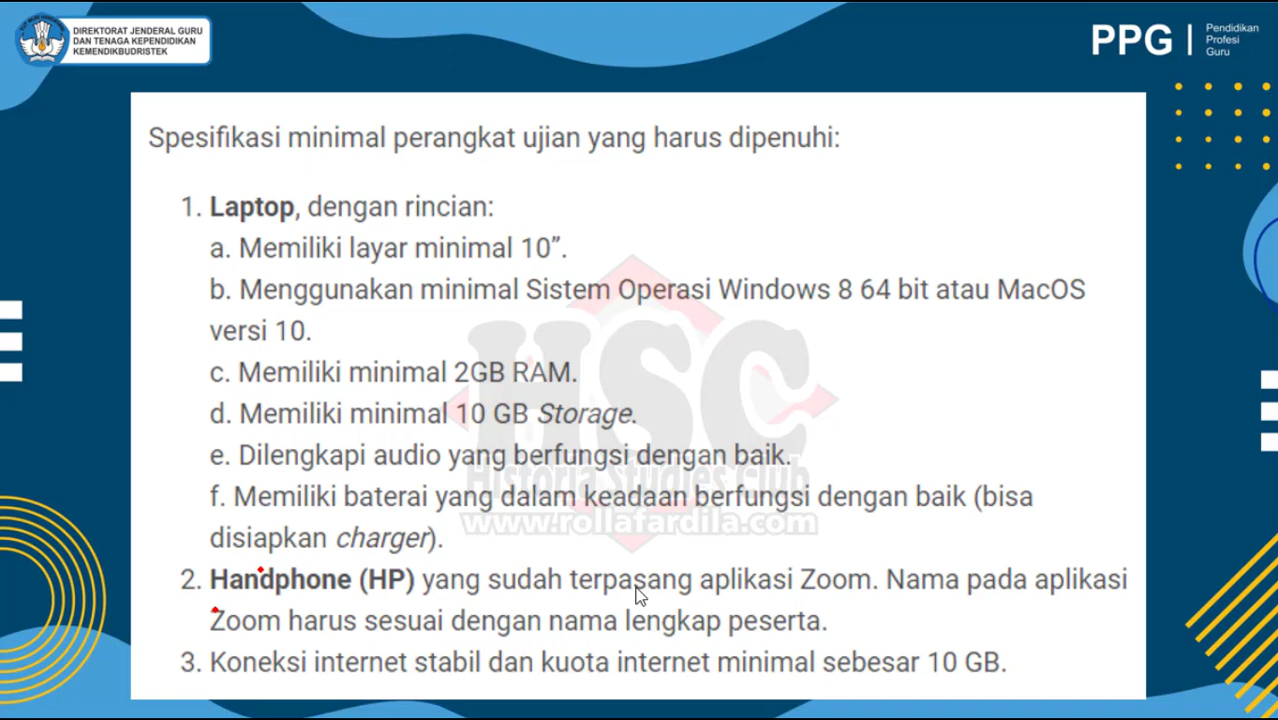 DIREKTORAT JENDERAL GURU
DAN TENAGA KEPENDIDIKAN
KEMENDIKBUDRISTEK
PPG
Pendidikan
Profesi
Guru
Spesifikasi minimal perangkat ujian yang harus dipenuhi:
1. Laptop, dengan rincian:
a. Memiliki layar minimal 10”.
b. Menggunakan minimal Sistem Operasi Windows 8 64 bit atau MacOS
versi 10.
c. Memiliki minimal 2GB RAM.
d. Memiliki minimal 10 GB Storage.
e. Dilengkapi audio yang berfungsi dengan baik.
f. Memiliki baterai yang dalam keadaan berfungsi dengan baik (bisa
disiapkan charger).
2. Handphone (HP) yang sudah terpasang aplikasi Zoom. Nama pada aplikasi
Zoom harus sesuai dengan nama lengkap peserta.
3. Koneksi internet stabil dan kuota internet minimal sebesar 10 GB.
HSC
Historia Studies Club
www.rollafardila.com